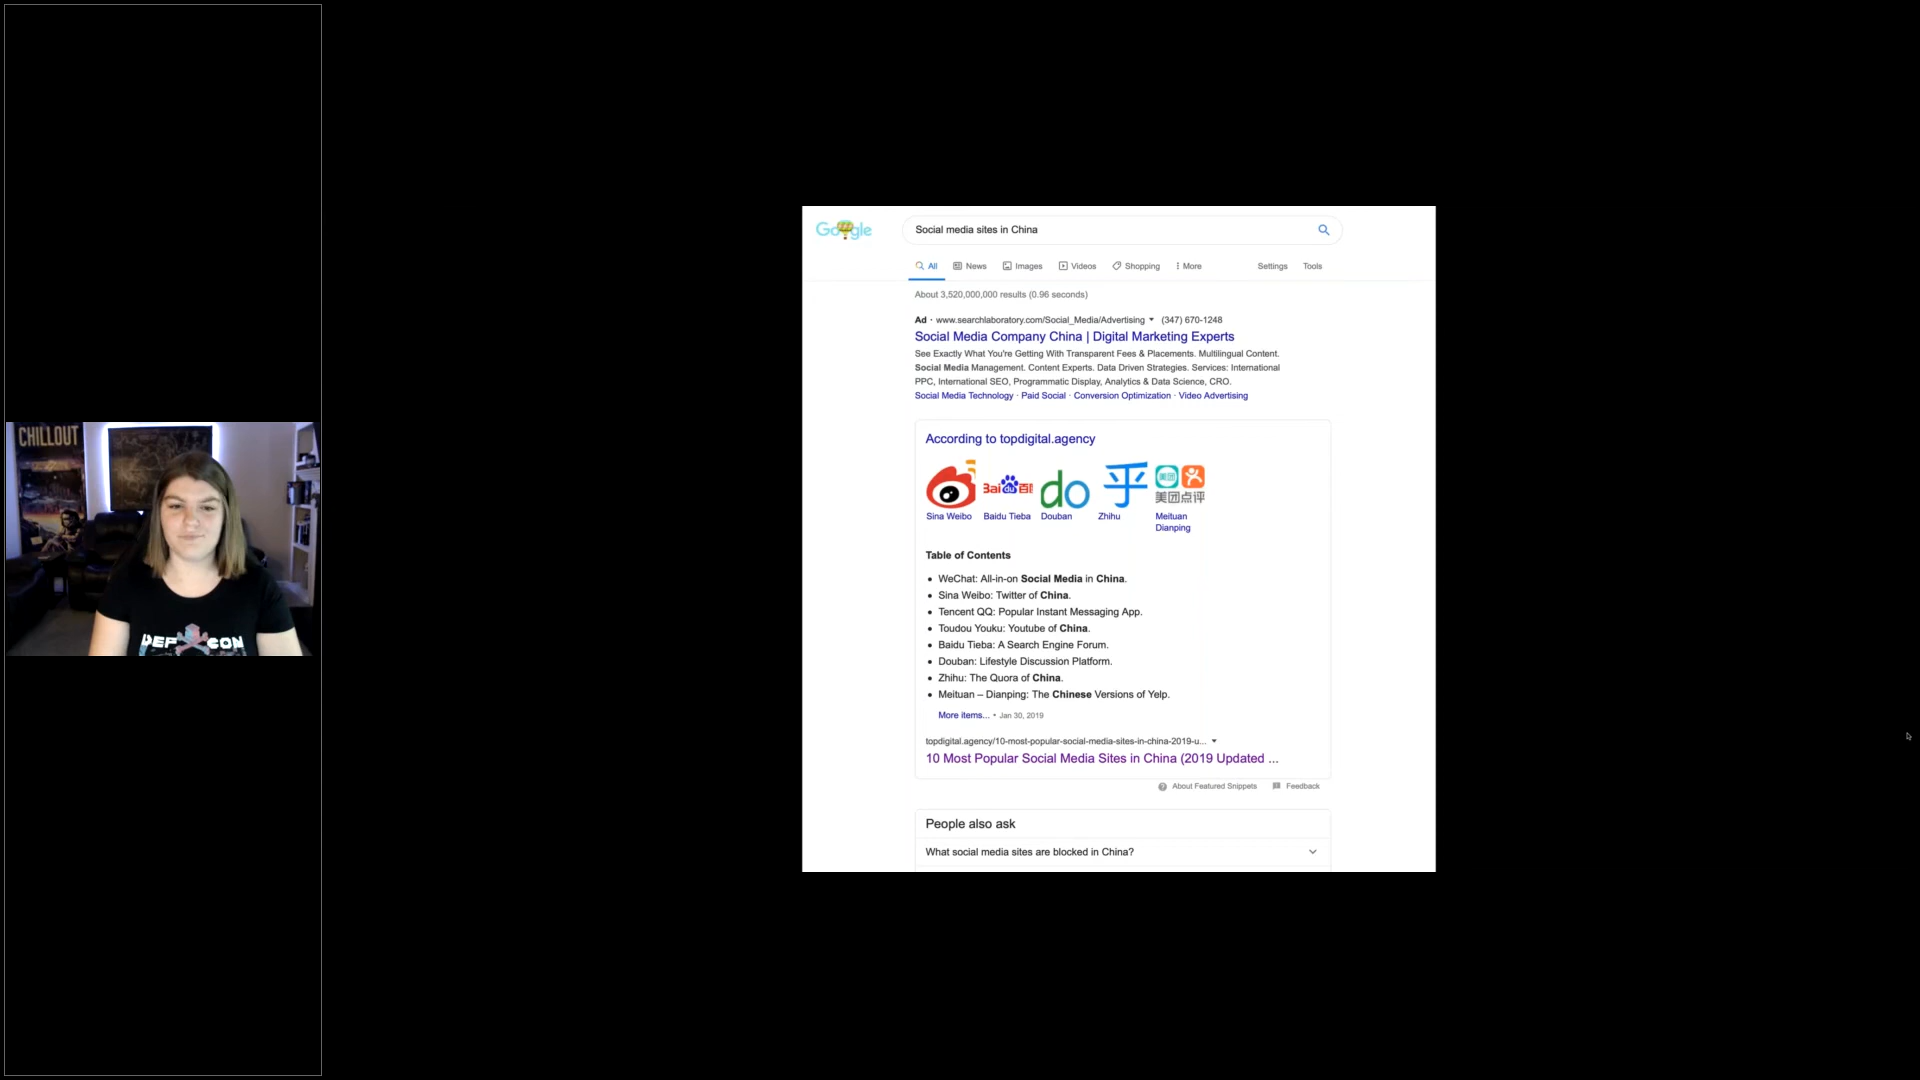 CHILLOUT
DEF CON
Google
Social media sites in China
All News Images Videos Shopping More Settings Tools
About 3,520,000,000 results (0.96 seconds)
Ad · www.searchlaboratory.com/Social_Media/Advertising (347) 670-1248
Social Media Company China | Digital Marketing Experts
See Exactly What You're Getting With Transparent Fees & Placements. Multilingual Content.
Social Media Management. Content Experts. Data Driven Strategies. Services: International
PPC, International SEO, Programmatic Display, Analytics & Data Science, CRO.
Social Media Technology · Paid Social · Conversion Optimization · Video Advertising
According to topdigital.agency
Bai du 百 乎 do 美团
美团点评
Sina Weibo Baidu Tieba Douban Zhihu Meituan
Dianping
Table of Contents
• WeChat: All-in-on Social Media in China.
• Sina Weibo: Twitter of China.
• Tencent QQ: Popular Instant Messaging App.
• Toudou Youku: Youtube of China.
• Baidu Tieba: A Search Engine Forum.
• Douban: Lifestyle Discussion Platform.
• Zhihu: The Quora of China.
• Meituan – Dianping: The Chinese Versions of Yelp.
More items... • Jan 30, 2019
topdigital.agency/10-most-popular-social-media-sites-in-china-2019-u...
10 Most Popular Social Media Sites in China (2019 Updated ...
About Featured Snippets Feedback
People also ask
What social media sites are blocked in China?